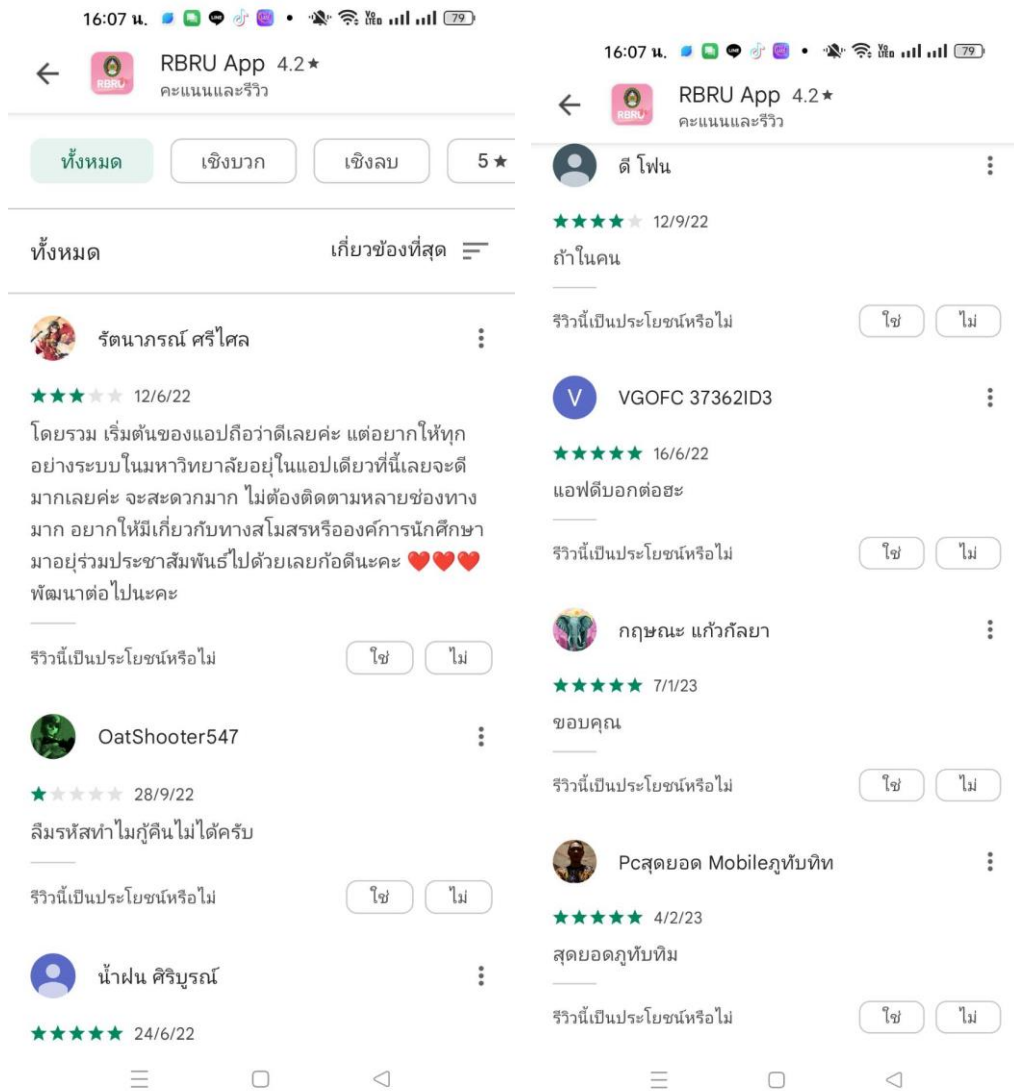 16:07 น. 79
RBRU App 4.2★
คะแนนและรีวิว
ทั้งหมด เชิงบวก เชิงลบ 5 ★
ทั้งหมด เกี่ยวข้องที่สุด
รัตนาภรณ์ ศรีไศล
12/6/22
โดยรวม เริ่มต้นของแอปถือว่าดีเลยค่ะ แต่อยากให้ทุก
อย่างระบบในมหาวิทยาลัยอยู่ในแอปเดียวที่นี้เลยจะดี
มากเลยค่ะ จะสะดวกมาก ไม่ต้องติดตามหลายช่องทาง
มาก อยากให้มีเกี่ยวกับทางสโมสรหรือองค์การนักศึกษา
มาอยู่ร่วมประชาสัมพันธ์ไปด้วยเลยก้อดีนะคะ ❤️❤️❤️
พัฒนาต่อไปนะคะ
รีวิวนี้เป็นประโยชน์หรือไม่ ใช่ ไม่
OatShooter547
28/9/22
ลืมรหัสทำไมกู้คืนไม่ได้ครับ
รีวิวนี้เป็นประโยชน์หรือไม่ ใช่ ไม่
น้ำฝน ศิริบูรณ์
24/6/22
16:07 น. 79
RBRU App 4.2★
คะแนนและรีวิว
ดี โฟน
12/9/22
ถ้าในคน
รีวิวนี้เป็นประโยชน์หรือไม่ ใช่ ไม่
V VGOFC 37362ID3
16/6/22
แอฟดีบอกต่อฮะ
รีวิวนี้เป็นประโยชน์หรือไม่ ใช่ ไม่
กฤษณะ แก้วกัลยา
7/1/23
ขอบคุณ
รีวิวนี้เป็นประโยชน์หรือไม่ ใช่ ไม่
Pcสุดยอด Mobileภูทับทิท
4/2/23
สุดยอดภูทับทิม
รีวิวนี้เป็นประโยชน์หรือไม่ ใช่ ไม่